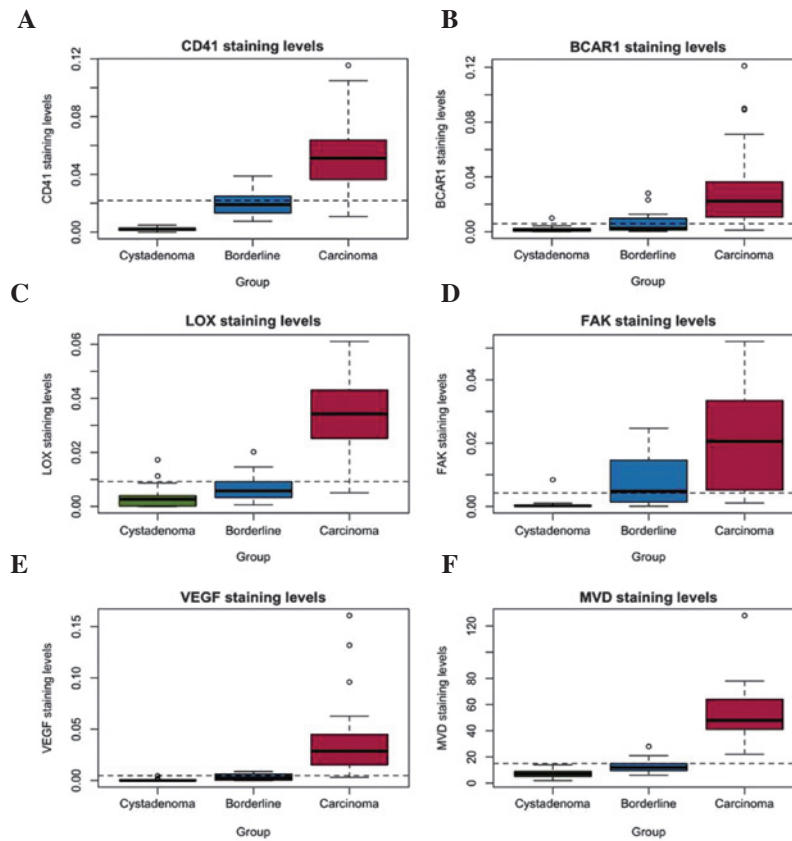 A
CD41 staining levels
CD41 staining levels
0.00 0.04 0.08 0.12
Cystadenoma Borderline Carcinoma
Group
B
BCAR1 staining levels
BCAR1 staining levels
0.00 0.04 0.08 0.12
Cystadenoma Borderline Carcinoma
Group
C
LOX staining levels
LOX staining levels
0.00 0.02 0.04 0.06
Cystadenoma Borderline Carcinoma
Group
D
FAK staining levels
FAK staining levels
0.00 0.02 0.04
Cystadenoma Borderline Carcinoma
Group
E
VEGF staining levels
VEGF staining levels
0.00 0.05 0.10 0.15
Cystadenoma Borderline Carcinoma
Group
F
MVD staining levels
MVD staining levels
0 20 40 60 80 120
Cystadenoma Borderline Carcinoma
Group